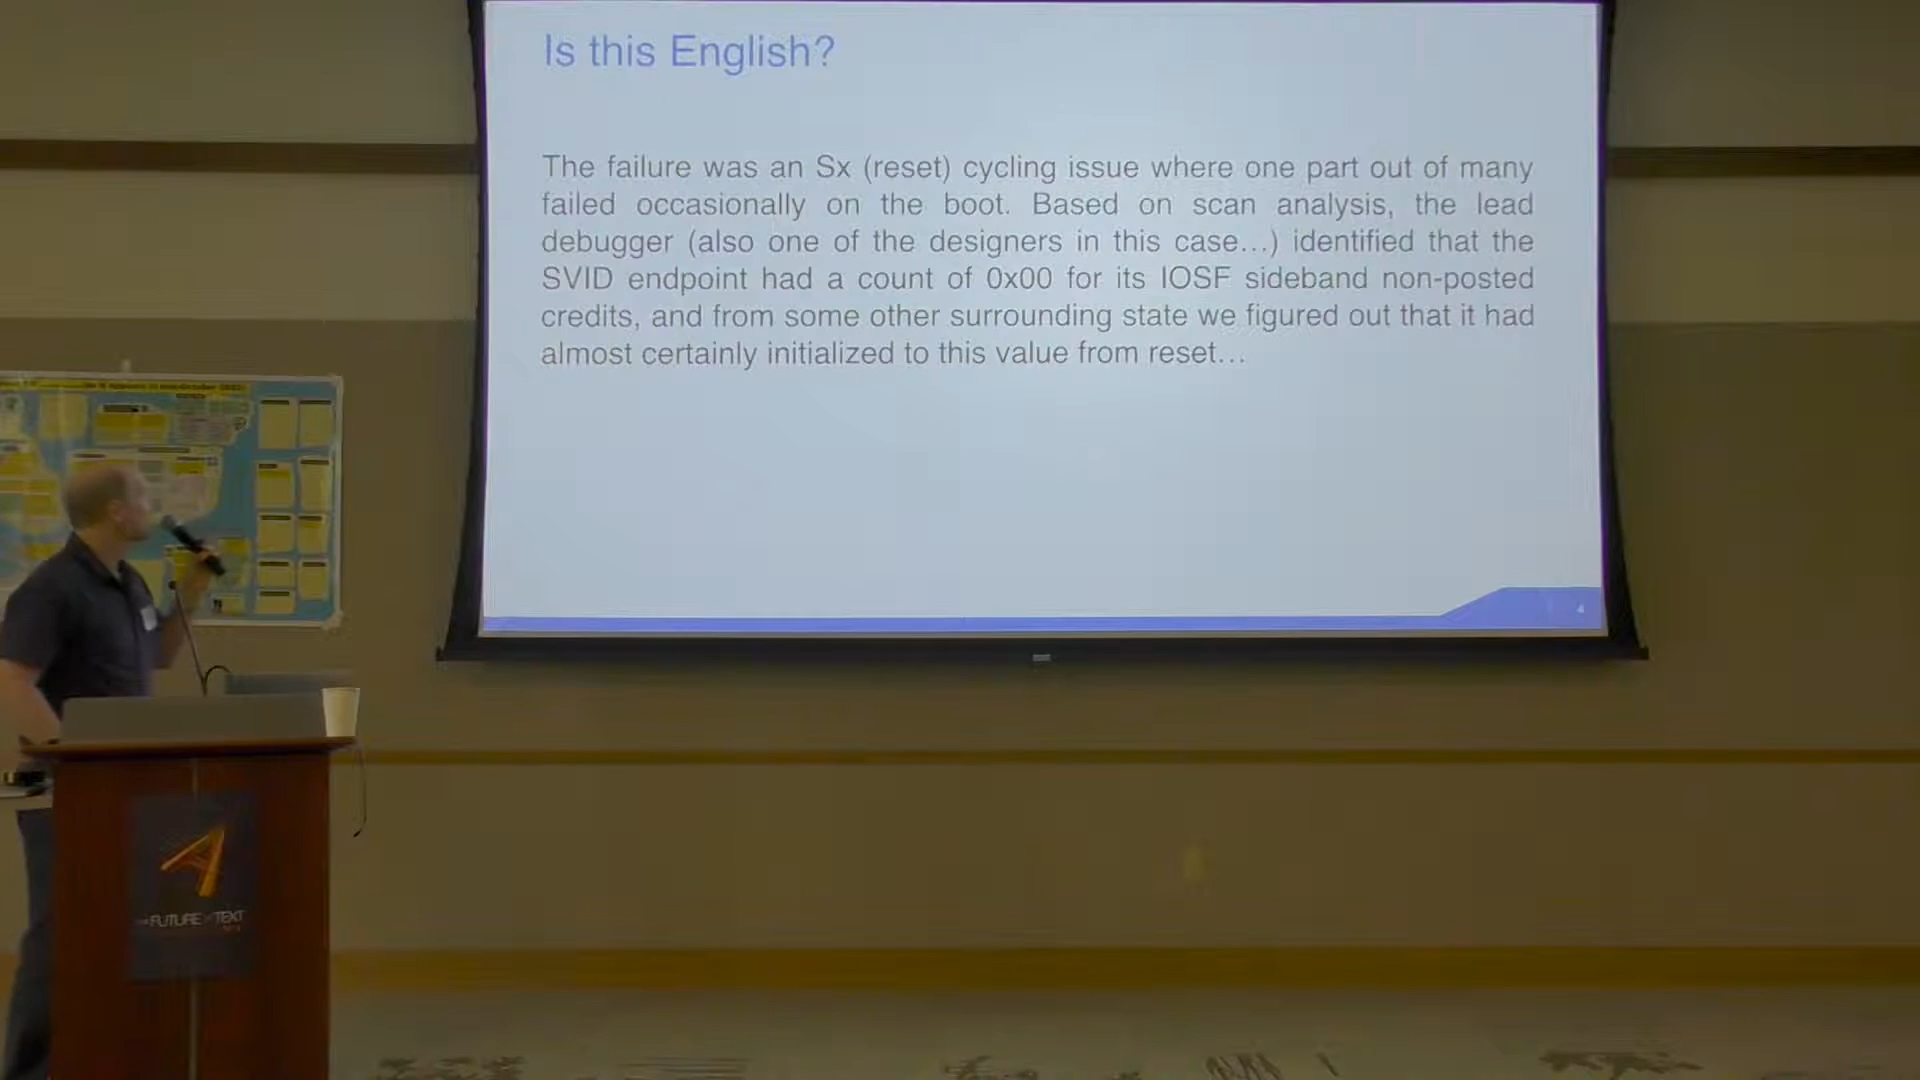 Is this English?
The failure was an Sx (reset) cycling issue where one part out of many
failed occasionally on the boot. Based on scan analysis, the lead
debugger (also one of the designers in this case...) identified that the
SVID endpoint had a count of 0x00 for its IOSF sideband non-posted
credits, and from some other surrounding state we figured out that it had
almost certainly initialized to this value from reset...
4
FUTURE TEXT